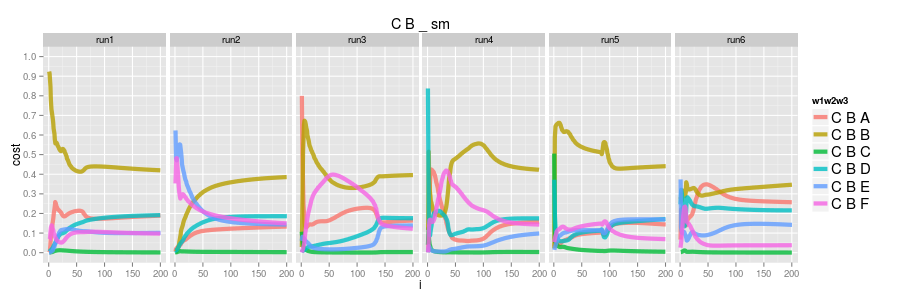 C B _ sm
run1 run2 run3 run4 run5 run6
1.0
0.9
0.8
0.7
0.6
0.5
0.4
0.3
0.2
0.1
0.0
cost
0 50 100 150 200 0 50 100 150 200 0 50 100 150 200 0 50 100 150 200 0 50 100 150 200 0 50 100 150 200
i
w1w2w3
C B A
C B B
C B C
C B D
C B E
C B F